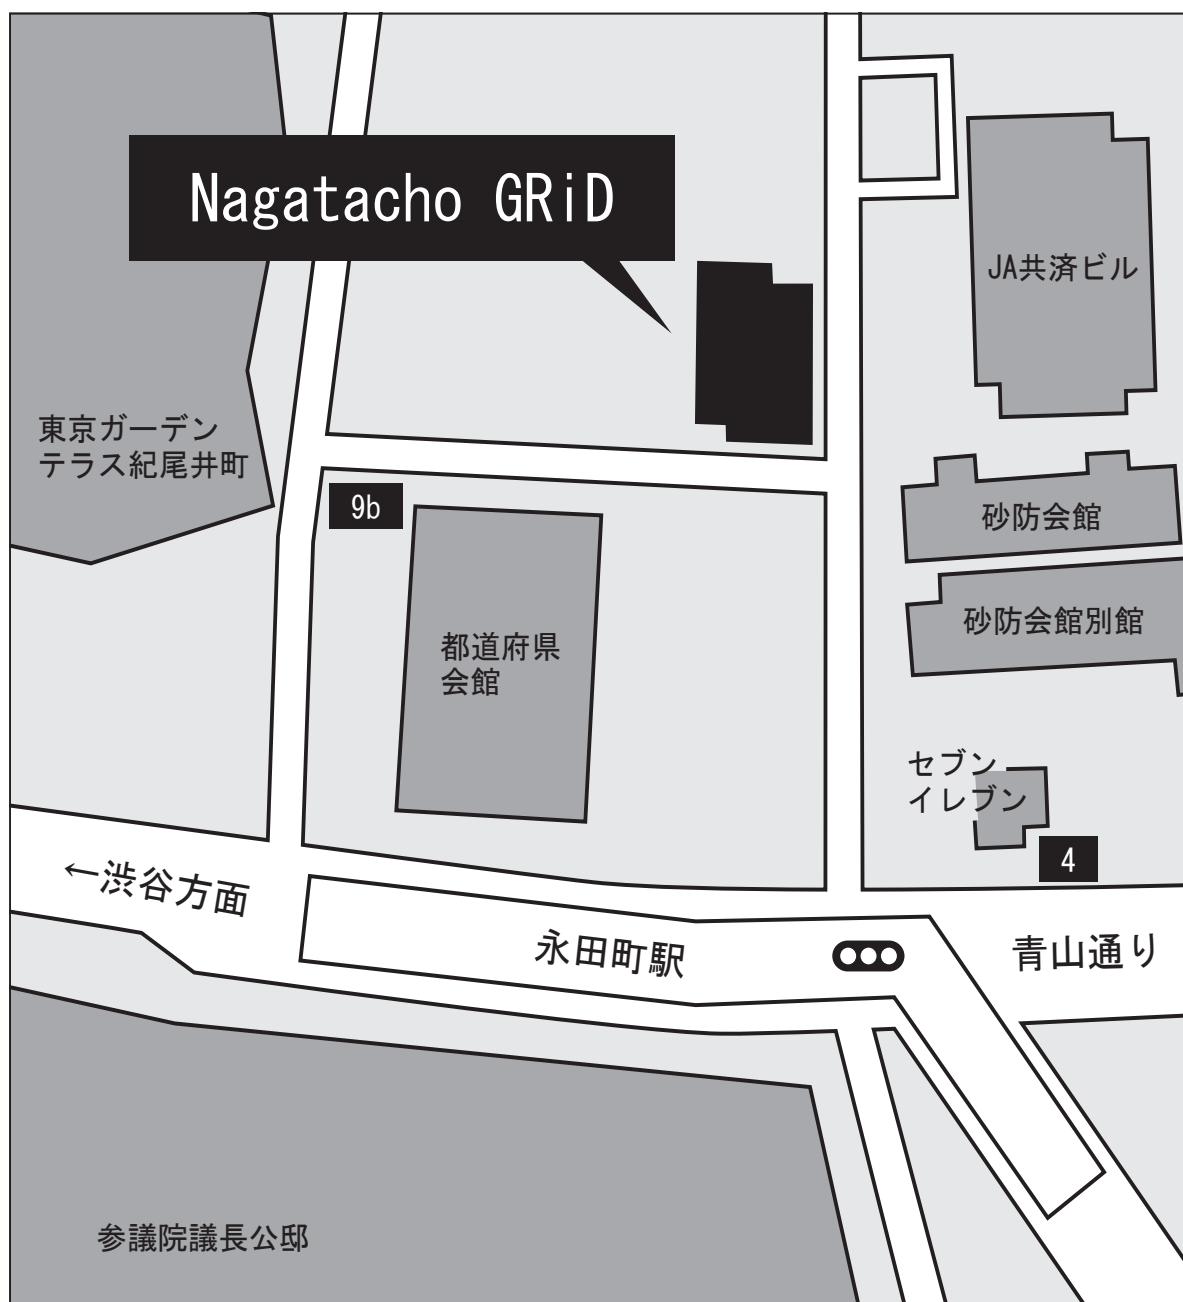 Nagatacho GRiD
JA共済ビル
東京ガーデン
テラス紀尾井町
9b
砂防会館
砂防会館別館
都道府県
会館
セブン
イレブン
4
←渋谷方面
永田町駅
青山通り
参議院議長公邸